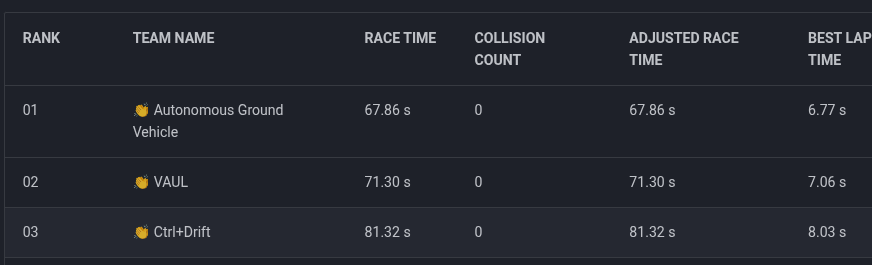 RANK TEAM NAME RACE TIME COLLISION COUNT ADJUSTED RACE TIME BEST LAP TIME
01 👏 Autonomous Ground Vehicle 67.86 s 0 67.86 s 6.77 s
02 👏 VAUL 71.30 s 0 71.30 s 7.06 s
03 👏 Ctrl+Drift 81.32 s 0 81.32 s 8.03 s